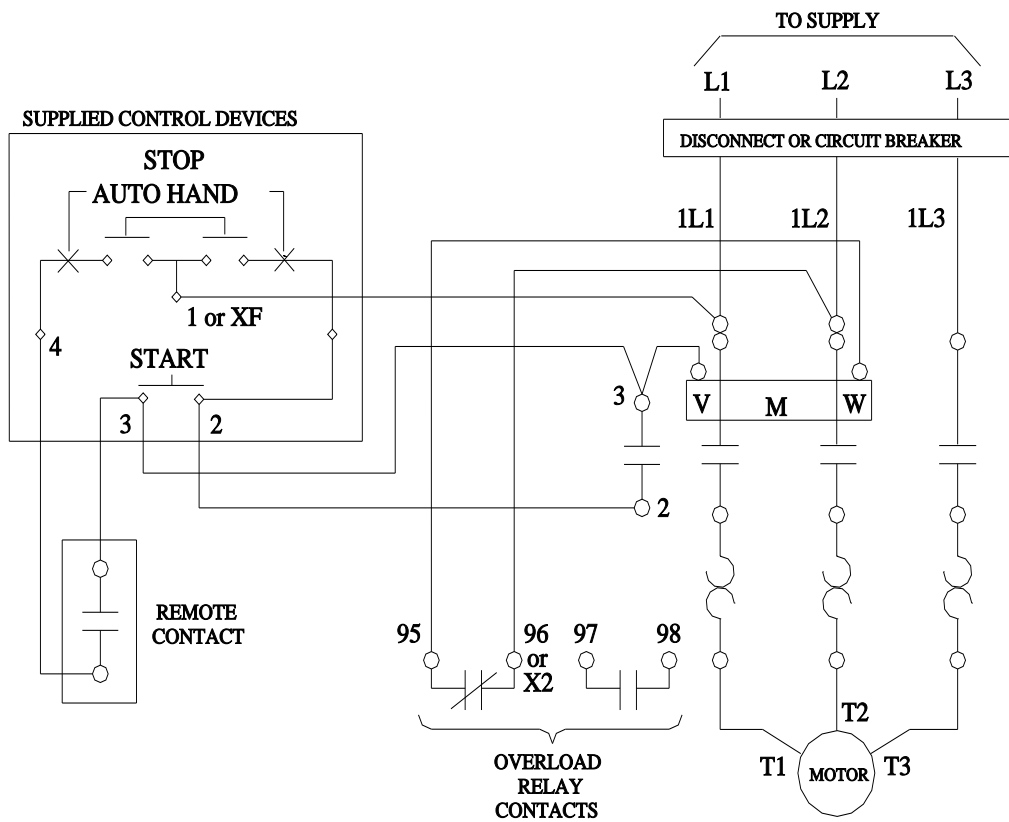 TO SUPPLY
L1 L2 L3
SUPPLIED CONTROL DEVICES
DISCONNECT OR CIRCUIT BREAKER
STOP
AUTO HAND
1L1 1L2 1L3
1 or XF
4
START
3 2
3
V M W
2
REMOTE
CONTACT
95 96 97 98
or
X2
T2
T1 MOTOR T3
OVERLOAD
RELAY
CONTACTS